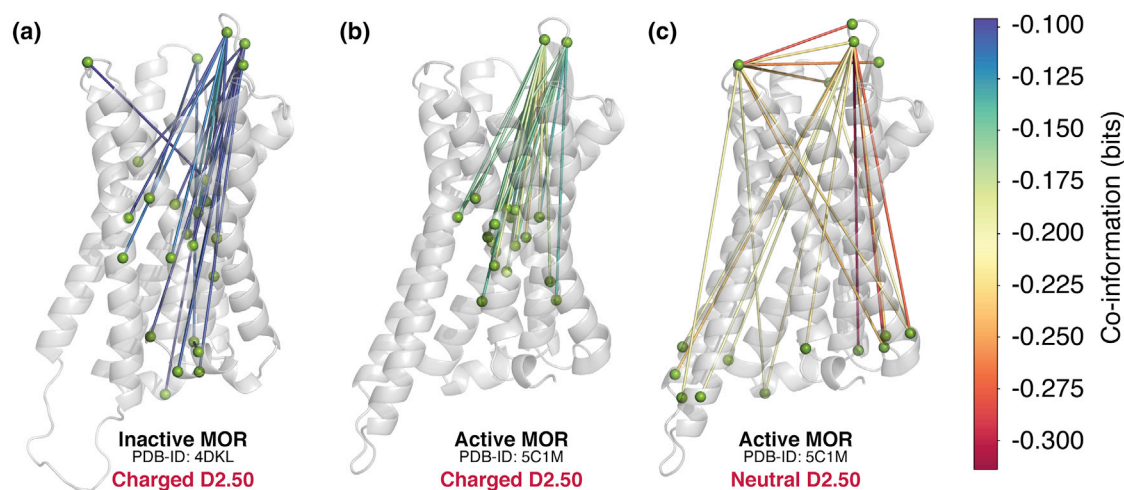 (a)
(b)
(c)
Inactive MOR
PDB-ID: 4DKL
Charged D2.50
Active MOR
PDB-ID: 5C1M
Charged D2.50
Active MOR
PDB-ID: 5C1M
Neutral D2.50
-0.100
-0.125
-0.150
-0.175
-0.200
-0.225
-0.250
-0.275
-0.300
Co-information (bits)